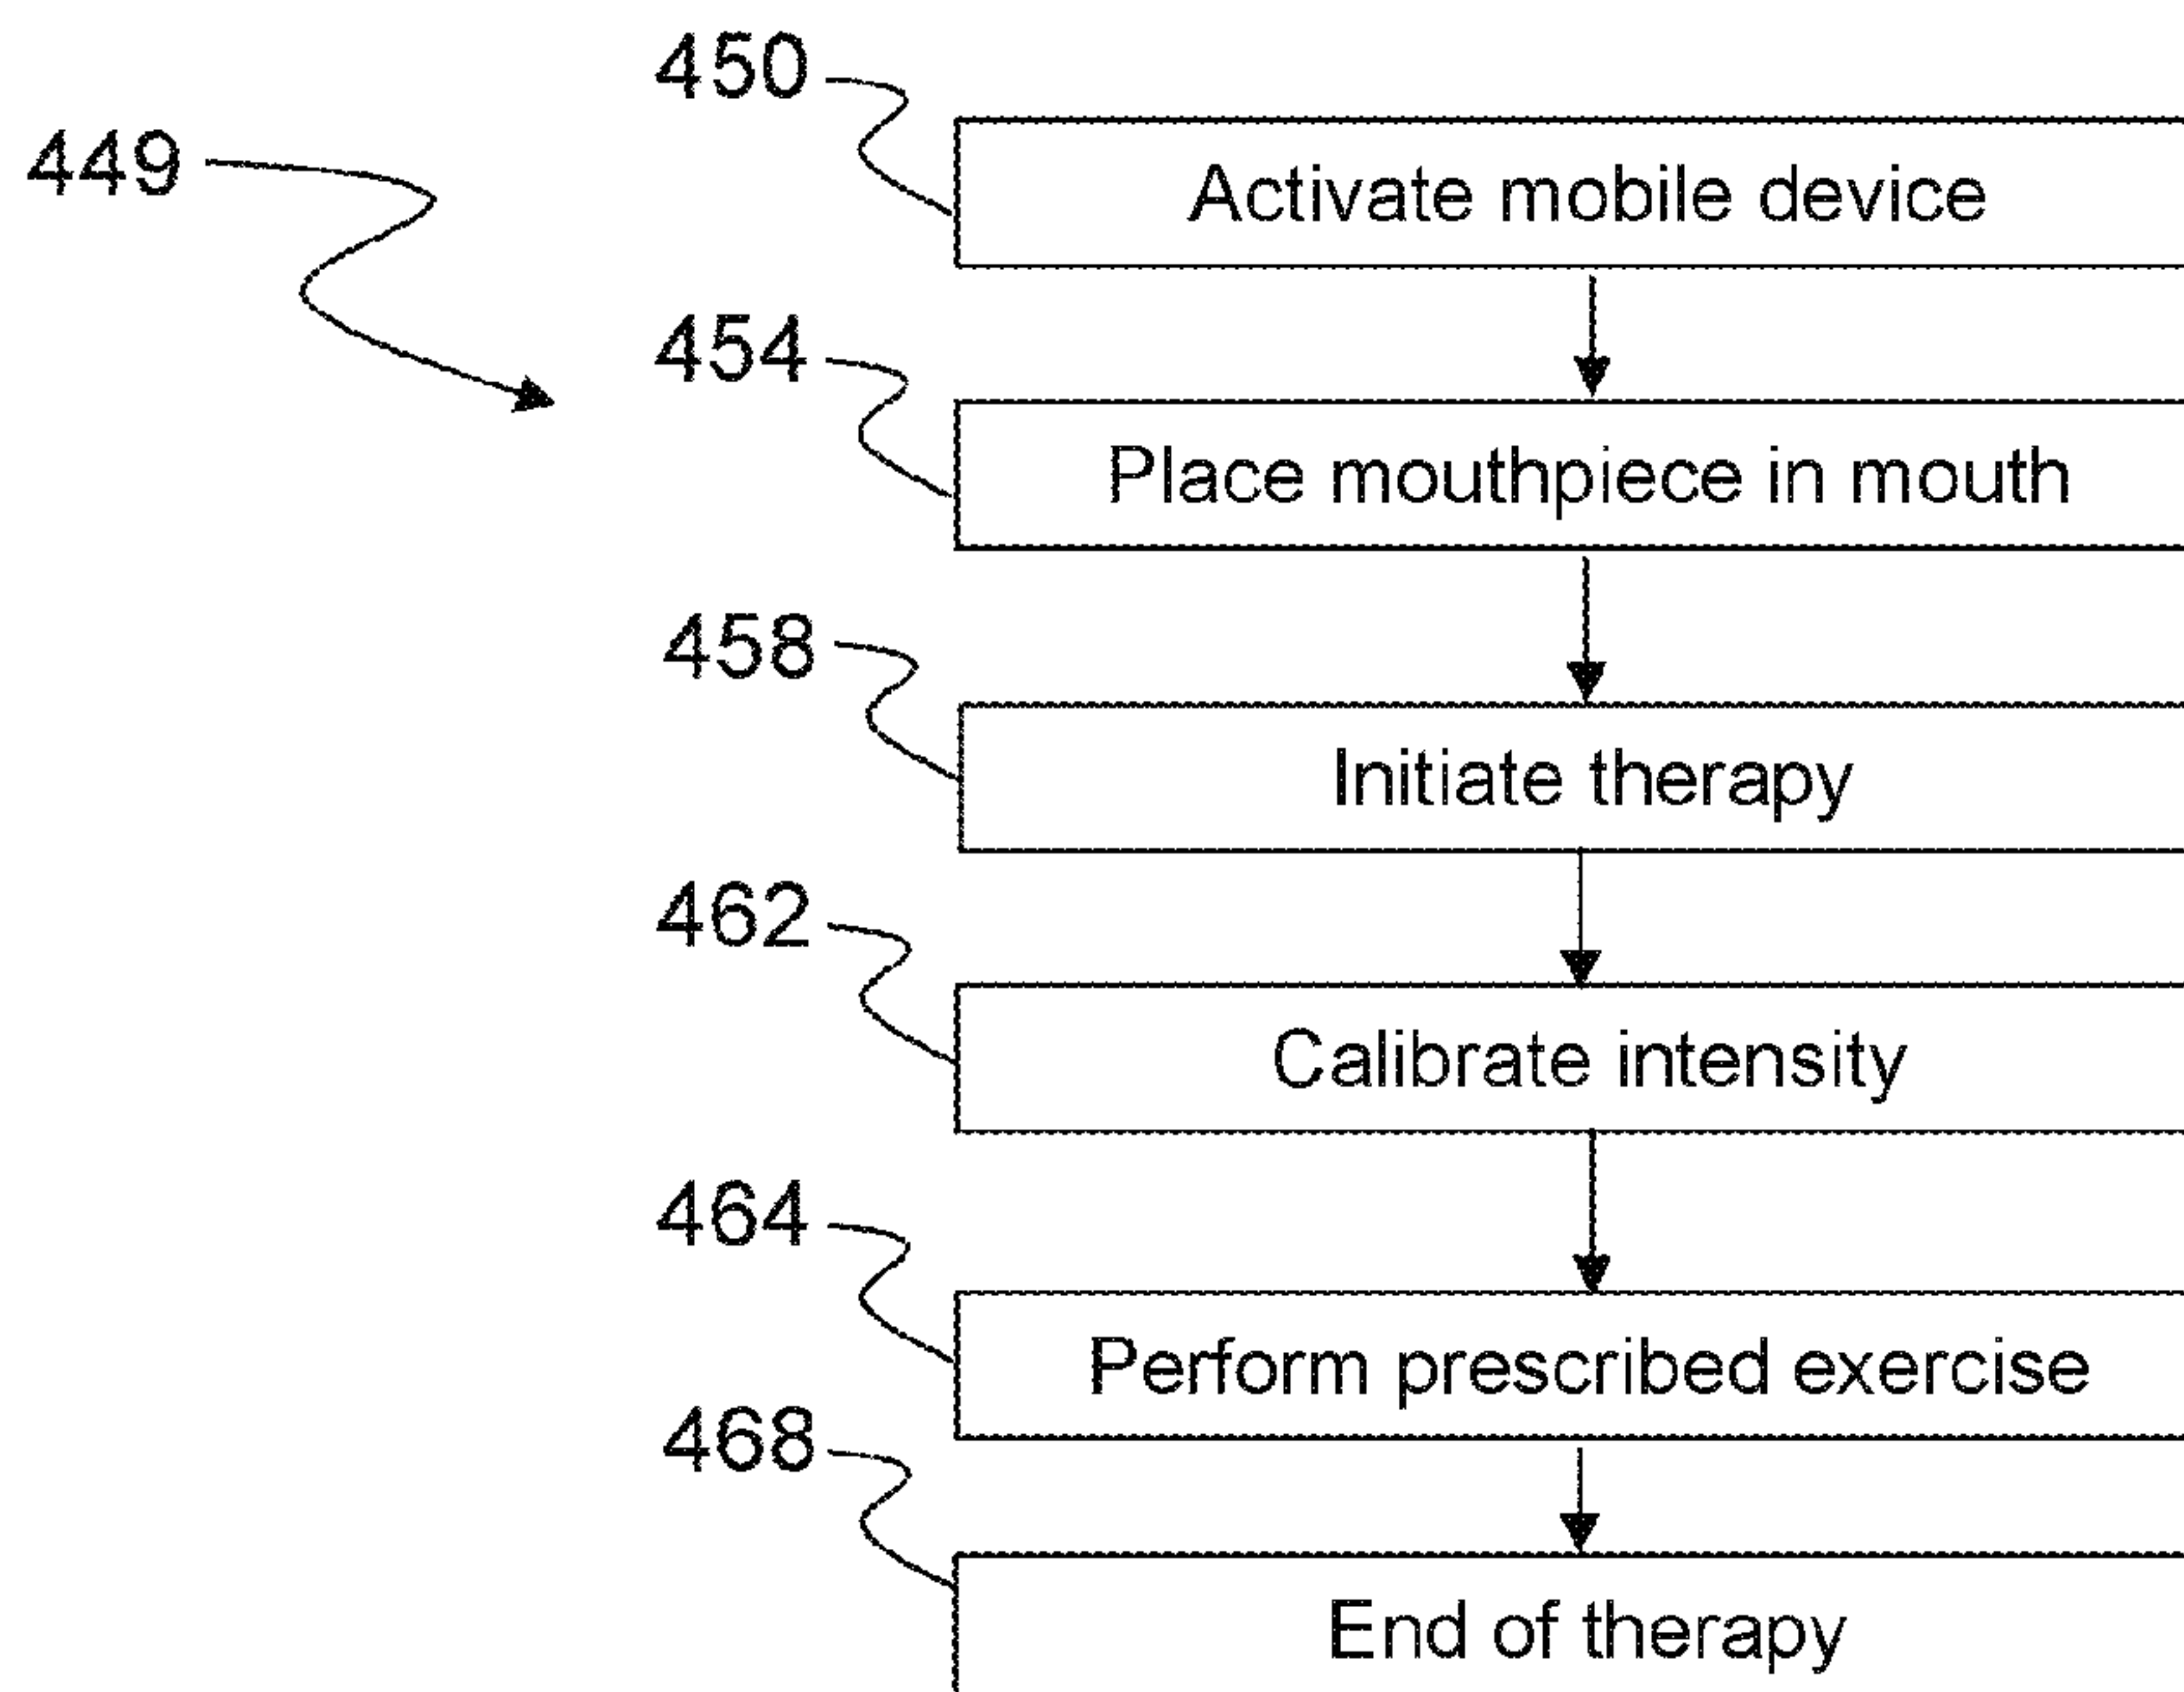 450
Activate mobile device
449
454
Place mouthpiece in mouth
458
Initiate therapy
462
Calibrate intensity
464
Perform prescribed exercise
468
End of therapy